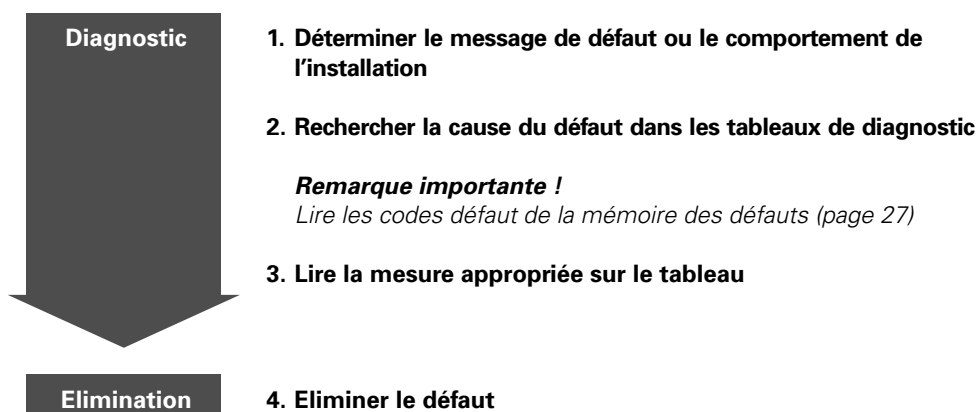 Diagnostic
1. Déterminer le message de défaut ou le comportement de
l’installation
2. Rechercher la cause du défaut dans les tableaux de diagnostic
Remarque importante !
Lire les codes défaut de la mémoire des défauts (page 27)
3. Lire la mesure appropriée sur le tableau
Elimination
4. Eliminer le défaut